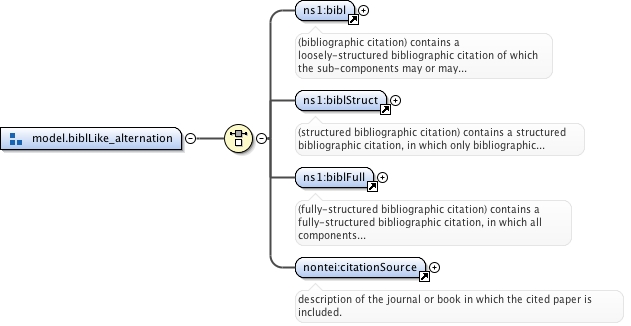 ns1:bibl
(bibliographic citation) contains a
loosely-structured bibliographic citation of which
the sub-components may or may...
ns1:biblStruct
(structured bibliographic citation) contains a structured
bibliographic citation, in which only bibliographic...
model.biblLike_alternation
ns1:biblFull
(fully-structured bibliographic citation) contains a
fully-structured bibliographic citation, in which all
components...
nontei:citationSource
description of the journal or book in which the cited paper is
included.